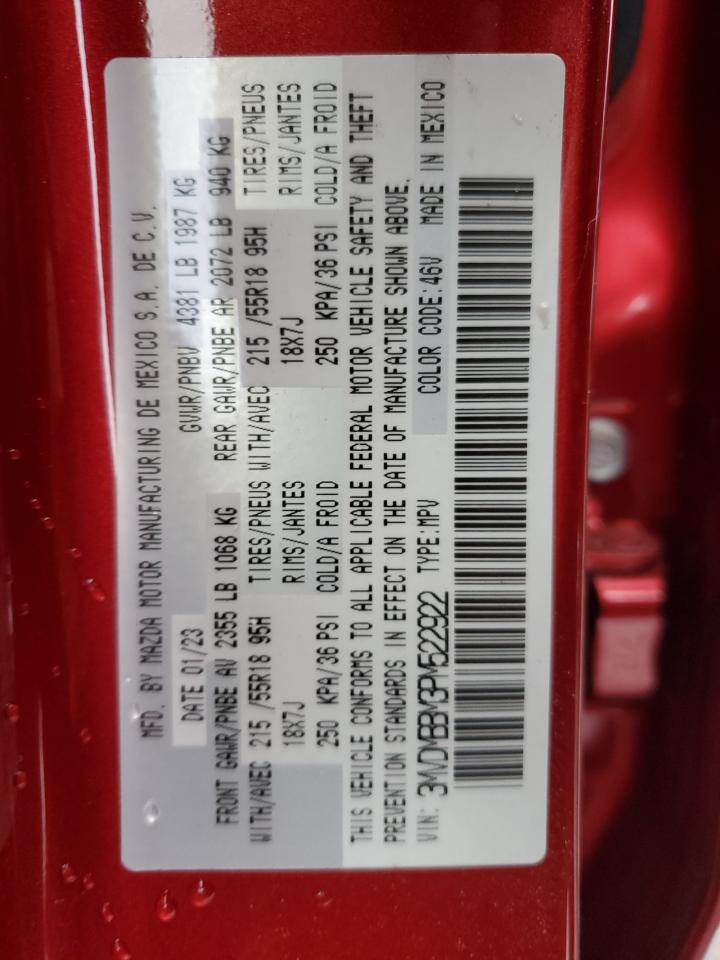 MFD. BY MAZDA MOTOR MANUFACTURING DE MEXICO S.A. DE C.V.
DATE 01/23 GVWR/PNBV 4381 LB 1987 KG
FRONT GAWR/PNBE AV 2355 LB 1068 KG REAR GAWR/PNBE AR 2072 LB 940 KG
WITH/AVEC 215 /55R18 95H TIRES/PNEUS WITH/AVEC 215 /55R18 95H TIRES/PNEUS
18X7J RIMS/JANTES 18X7J RIMS/JANTES
250 KPA/36 PSI COLD/A FROID 250 KPA/36 PSI COLD/A FROID
THIS VEHICLE CONFORMS TO ALL APPLICABLE FEDERAL MOTOR VEHICLE SAFETY AND THEFT
PREVENTION STANDARDS IN EFFECT ON THE DATE OF MANUFACTURE SHOWN ABOVE.
VIN: 3MVDMBBM3PM522922 TYPE:MPV COLOR CODE:46V MADE IN MEXICO